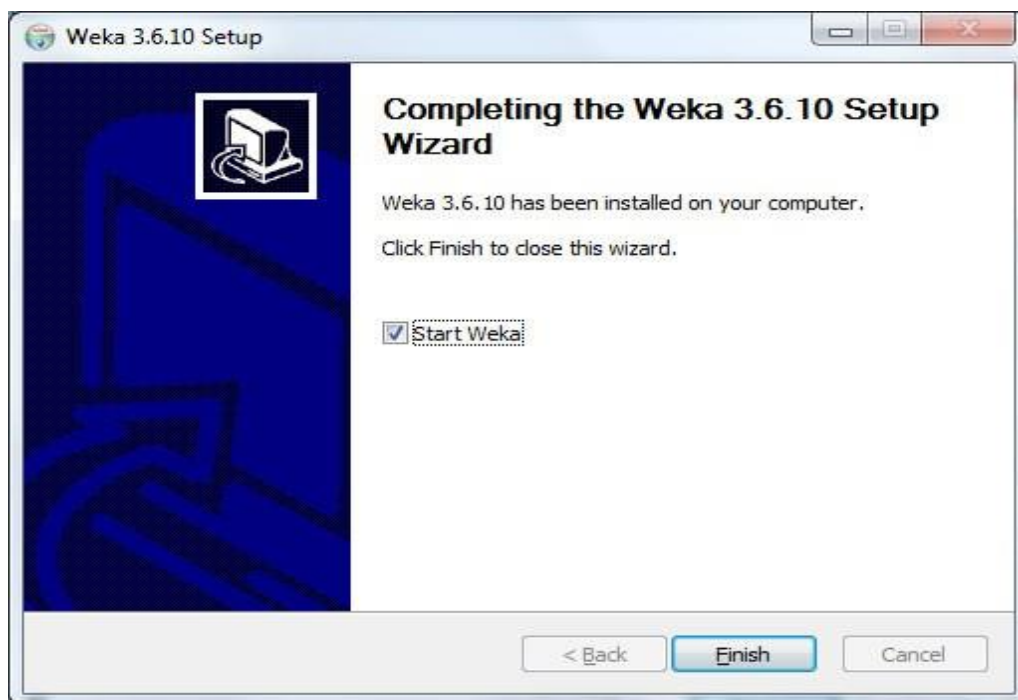 Weka 3.6.10 Setup
Completing the Weka 3.6.10 Setup
Wizard
Weka 3.6.10 has been installed on your computer.
Click Finish to close this wizard.
Start Weka
< Back
Finish
Cancel